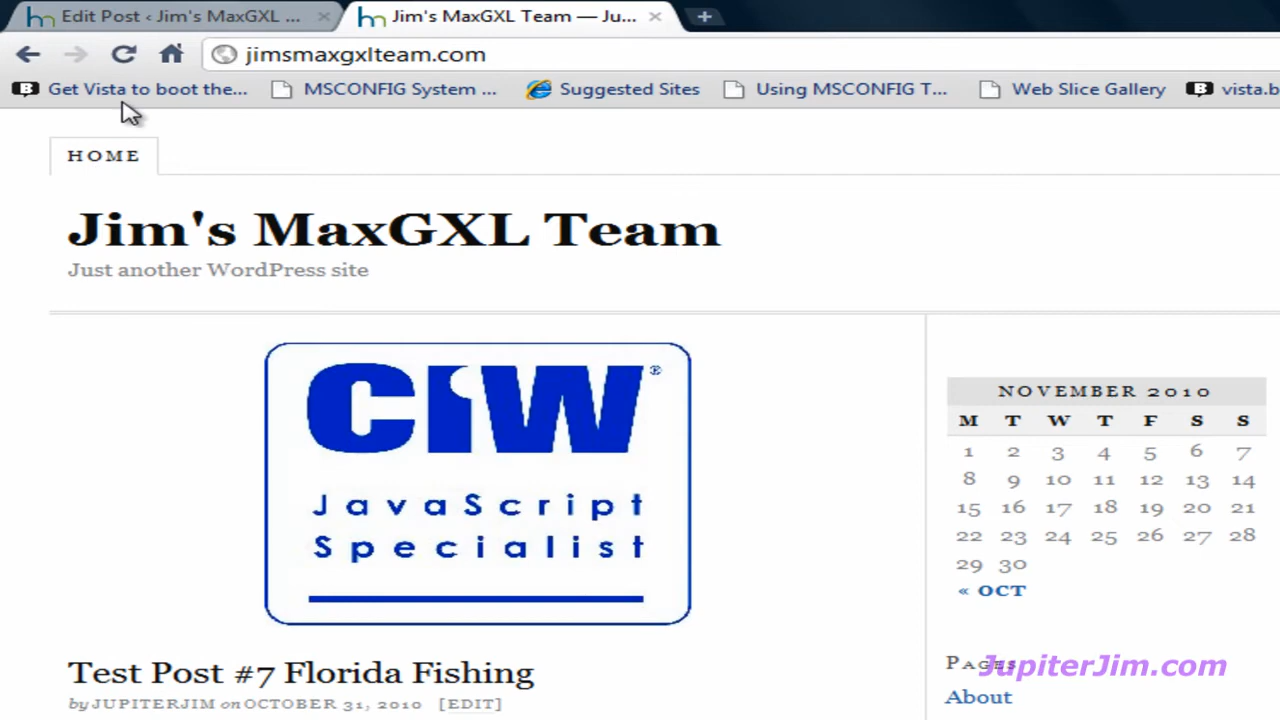 Edit Post ‹ Jim's MaxGXL ...
Jim's MaxGXL Team — Ju...
jimsmaxgxlteam.com
Get Vista to boot the... MSCONFIG System ... Suggested Sites Using MSCONFIG T... Web Slice Gallery vista.b
HOME
Jim's MaxGXL Team
Just another WordPress site
CIW®
JavaScript
Specialist
NOVEMBER 2010
M T W T F S S
1 2 3 4 5 6 7
8 9 10 11 12 13 14
15 16 17 18 19 20 21
22 23 24 25 26 27 28
29 30
« OCT
Test Post #7 Florida Fishing
by JUPITERJIM on OCTOBER 31, 2010 [EDIT]
PAGES
JupiterJim.com
About